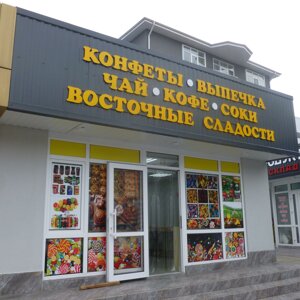 КОНФЕТЫ • ВЫПЕЧКА
ЧАЙ • КОФЕ • СОКИ
ВОСТОЧНЫЕ СЛАДОСТИ